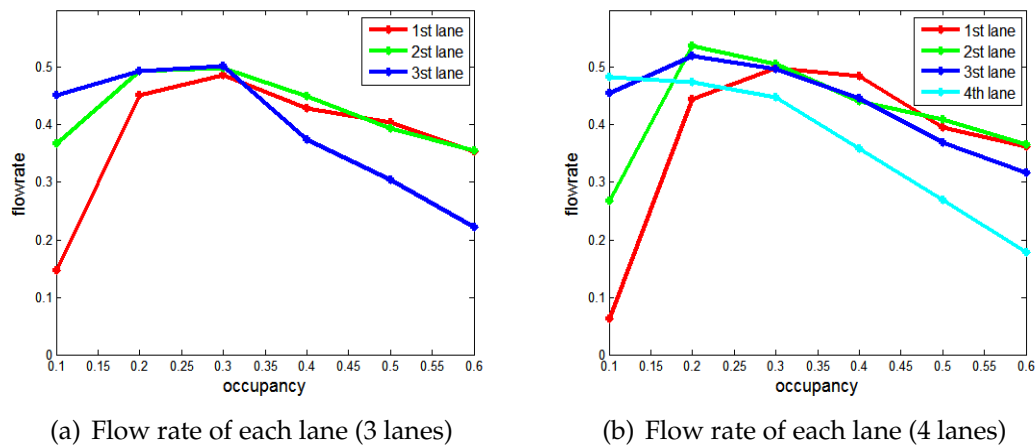 1st lane
2st lane
3st lane
0.5
0.4
0.3
0.2
0.1
0
flowrate
0.1 0.15 0.2 0.25 0.3 0.35 0.4 0.45 0.5 0.55 0.6
occupancy
(a) Flow rate of each lane (3 lanes)
1st lane
2st lane
3st lane
4th lane
0.5
0.4
0.3
0.2
0.1
0
flowrate
0.1 0.15 0.2 0.25 0.3 0.35 0.4 0.45 0.5 0.55 0.6
occupancy
(b) Flow rate of each lane (4 lanes)